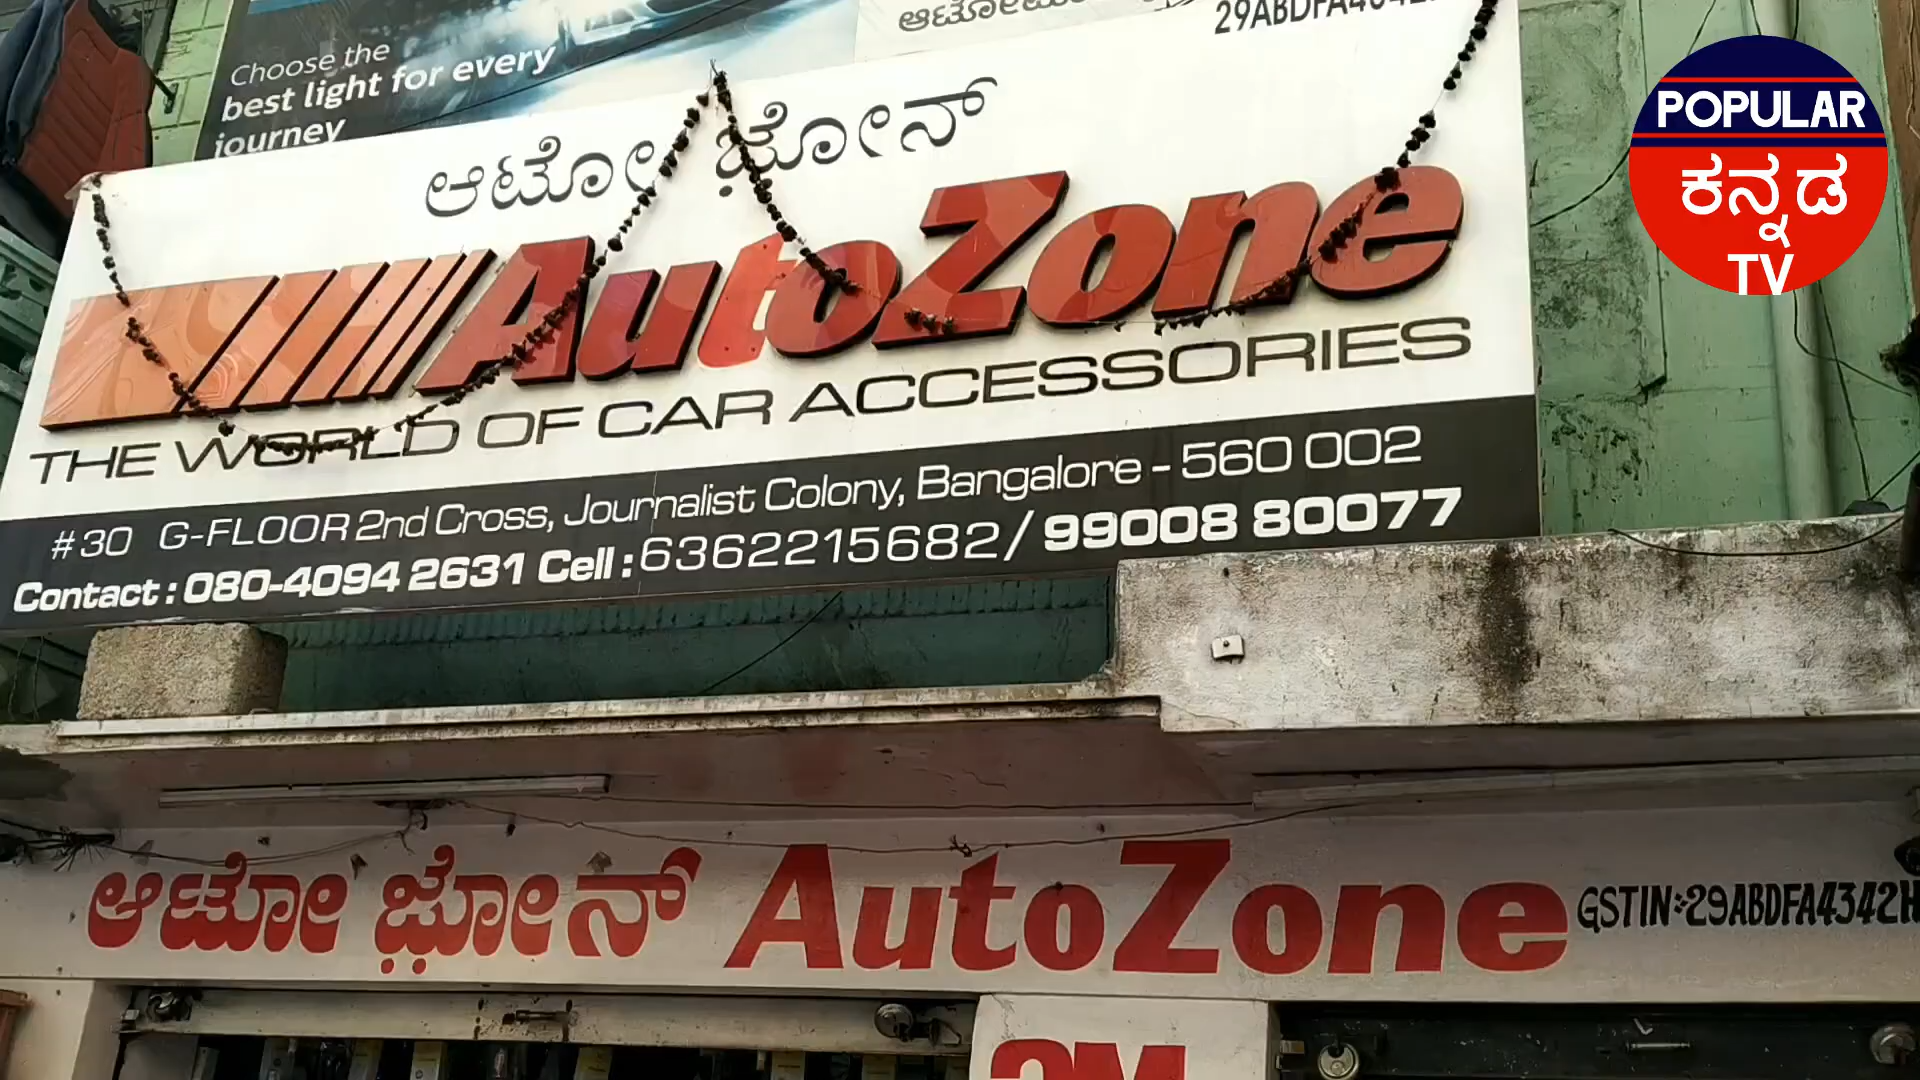 Choose the
best light for every
journey
ಆಟೋ ಜ಼ೋನ್
AutoZone
THE WORLD OF CAR ACCESSORIES
#30 G-FLOOR 2nd Cross, Journalist Colony, Bangalore - 560 002
Contact : 080-4094 2631 Cell : 6362215682 / 99008 80077
POPULAR
ಕನ್ನಡ
TV
ಆಟೋ ಜ಼ೋನ್ AutoZone GSTIN:29ABDFA4342H
3M